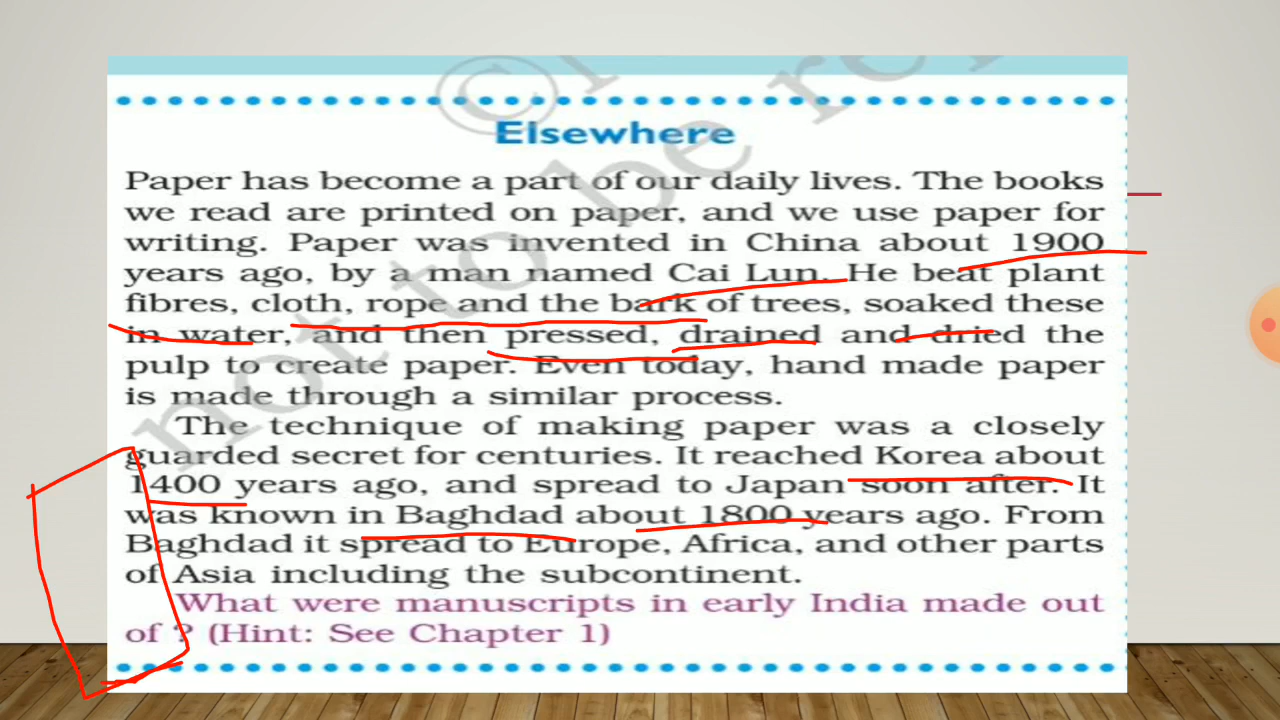 Elsewhere
Paper has become a part of our daily lives. The books
we read are printed on paper, and we use paper for
writing. Paper was invented in China about 1900
years ago, by a man named Cai Lun. He beat plant
fibres, cloth, rope and the bark of trees, soaked these
in water, and then pressed, drained and dried the
pulp to create paper. Even today, hand made paper
is made through a similar process.
The technique of making paper was a closely
guarded secret for centuries. It reached Korea about
1400 years ago, and spread to Japan soon after. It
was known in Baghdad about 1800 years ago. From
Baghdad it spread to Europe, Africa, and other parts
of Asia including the subcontinent.
What were manuscripts in early India made out
of ? (Hint: See Chapter 1)
not to be re